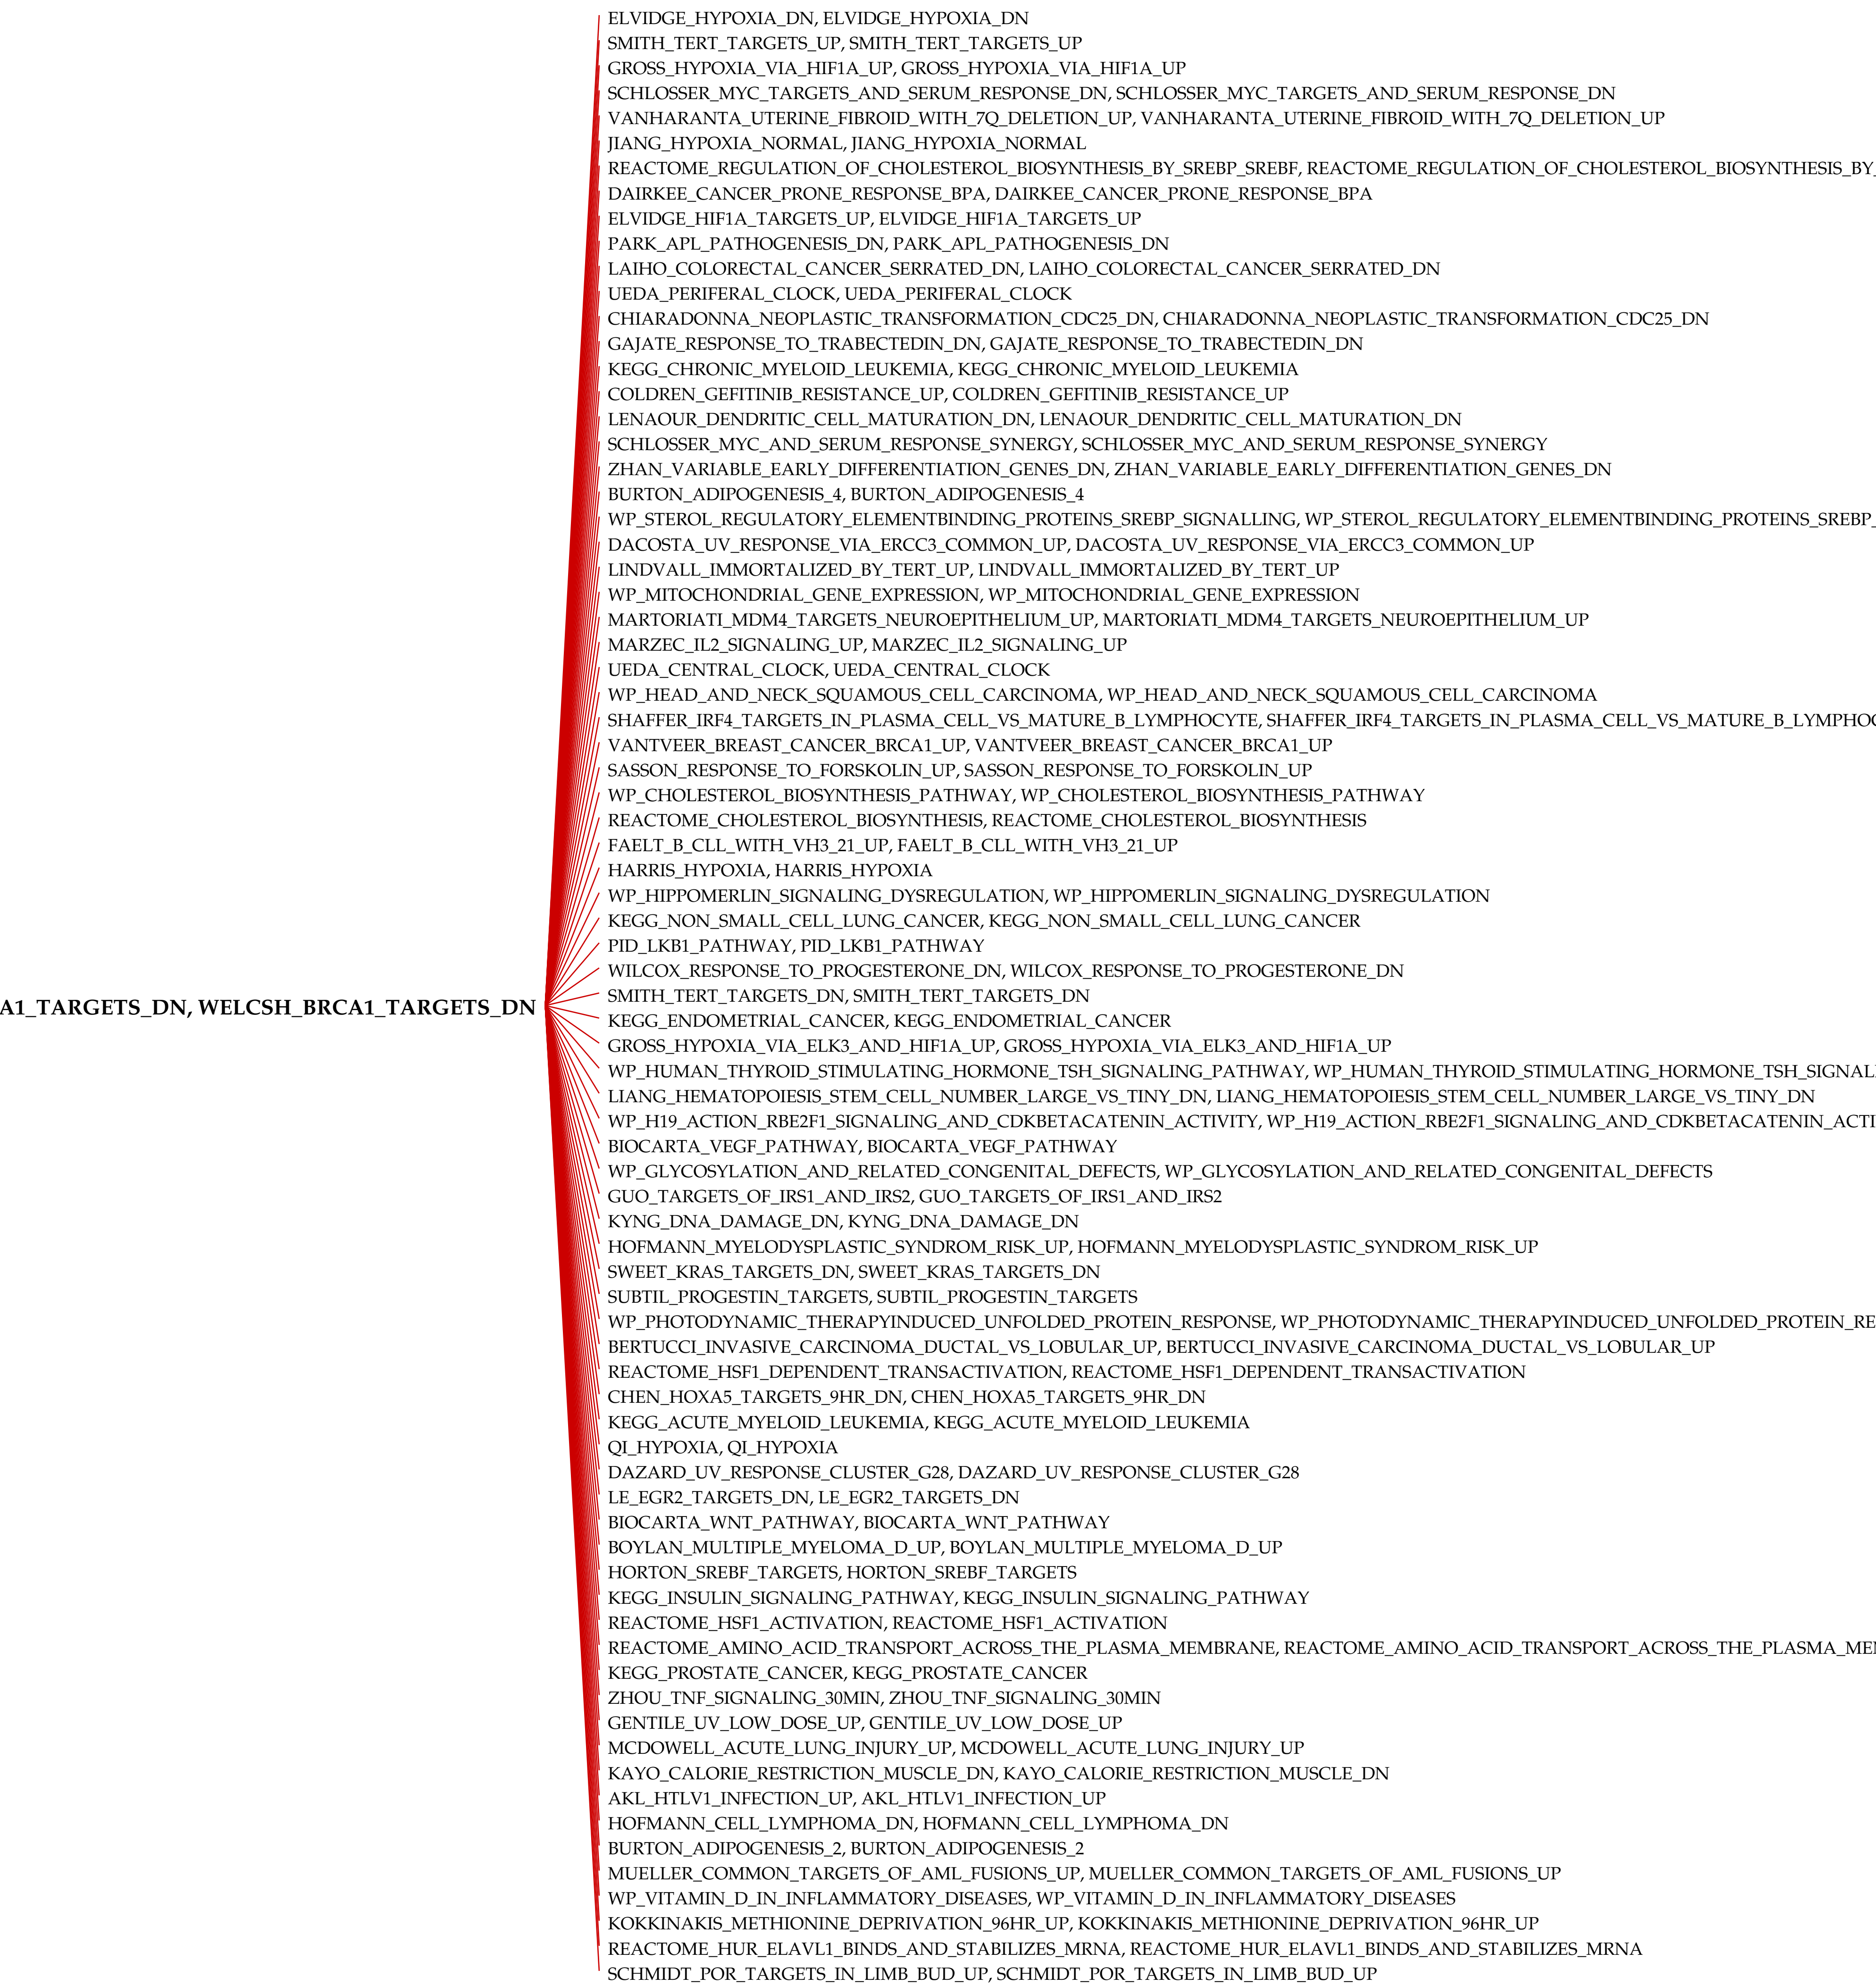 ELVIDGE_HYPOXIA_DN, ELVIDGE_HYPOXIA_DN
SMITH_TERT_TARGETS_UP, SMITH_TERT_TARGETS_UP
GROSS_HYPOXIA_VIA_HIF1A_UP, GROSS_HYPOXIA_VIA_HIF1A_UP
SCHLOSSER_MYC_TARGETS_AND_SERUM_RESPONSE_DN, SCHLOSSER_MYC_TARGETS_AND_SERUM_RESPONSE_DN
VANHARANTA_UTERINE_FIBROID_WITH_7Q_DELETION_UP, VANHARANTA_UTERINE_FIBROID_WITH_7Q_DELETION_UP
JIANG_HYPOXIA_NORMAL, JIANG_HYPOXIA_NORMAL
REACTOME_REGULATION_OF_CHOLESTEROL_BIOSYNTHESIS_BY_SREBP_SREBF, REACTOME_REGULATION_OF_CHOLESTEROL_BIOSYNTHESIS_BY_
DAIRKEE_CANCER_PRONE_RESPONSE_BPA, DAIRKEE_CANCER_PRONE_RESPONSE_BPA
ELVIDGE_HIF1A_TARGETS_UP, ELVIDGE_HIF1A_TARGETS_UP
PARK_APL_PATHOGENESIS_DN, PARK_APL_PATHOGENESIS_DN
LAIHO_COLORECTAL_CANCER_SERRATED_DN, LAIHO_COLORECTAL_CANCER_SERRATED_DN
UEDA_PERIFERAL_CLOCK, UEDA_PERIFERAL_CLOCK
CHIARADONNA_NEOPLASTIC_TRANSFORMATION_CDC25_DN, CHIARADONNA_NEOPLASTIC_TRANSFORMATION_CDC25_DN
GAJATE_RESPONSE_TO_TRABECTEDIN_DN, GAJATE_RESPONSE_TO_TRABECTEDIN_DN
KEGG_CHRONIC_MYELOID_LEUKEMIA, KEGG_CHRONIC_MYELOID_LEUKEMIA
COLDREN_GEFITINIB_RESISTANCE_UP, COLDREN_GEFITINIB_RESISTANCE_UP
LENAOUR_DENDRITIC_CELL_MATURATION_DN, LENAOUR_DENDRITIC_CELL_MATURATION_DN
SCHLOSSER_MYC_AND_SERUM_RESPONSE_SYNERGY, SCHLOSSER_MYC_AND_SERUM_RESPONSE_SYNERGY
ZHAN_VARIABLE_EARLY_DIFFERENTIATION_GENES_DN, ZHAN_VARIABLE_EARLY_DIFFERENTIATION_GENES_DN
BURTON_ADIPOGENESIS_4, BURTON_ADIPOGENESIS_4
WP_STEROL_REGULATORY_ELEMENTBINDING_PROTEINS_SREBP_SIGNALLING, WP_STEROL_REGULATORY_ELEMENTBINDING_PROTEINS_SREBP_
DACOSTA_UV_RESPONSE_VIA_ERCC3_COMMON_UP, DACOSTA_UV_RESPONSE_VIA_ERCC3_COMMON_UP
LINDVALL_IMMORTALIZED_BY_TERT_UP, LINDVALL_IMMORTALIZED_BY_TERT_UP
WP_MITOCHONDRIAL_GENE_EXPRESSION, WP_MITOCHONDRIAL_GENE_EXPRESSION
MARTORIATI_MDM4_TARGETS_NEUROEPITHELIUM_UP, MARTORIATI_MDM4_TARGETS_NEUROEPITHELIUM_UP
MARZEC_IL2_SIGNALING_UP, MARZEC_IL2_SIGNALING_UP
UEDA_CENTRAL_CLOCK, UEDA_CENTRAL_CLOCK
WP_HEAD_AND_NECK_SQUAMOUS_CELL_CARCINOMA, WP_HEAD_AND_NECK_SQUAMOUS_CELL_CARCINOMA
SHAFFER_IRF4_TARGETS_IN_PLASMA_CELL_VS_MATURE_B_LYMPHOCYTE, SHAFFER_IRF4_TARGETS_IN_PLASMA_CELL_VS_MATURE_B_LYMPHOC
VANTVEER_BREAST_CANCER_BRCA1_UP, VANTVEER_BREAST_CANCER_BRCA1_UP
SASSON_RESPONSE_TO_FORSKOLIN_UP, SASSON_RESPONSE_TO_FORSKOLIN_UP
WP_CHOLESTEROL_BIOSYNTHESIS_PATHWAY, WP_CHOLESTEROL_BIOSYNTHESIS_PATHWAY
REACTOME_CHOLESTEROL_BIOSYNTHESIS, REACTOME_CHOLESTEROL_BIOSYNTHESIS
FAELT_B_CLL_WITH_VH3_21_UP, FAELT_B_CLL_WITH_VH3_21_UP
HARRIS_HYPOXIA, HARRIS_HYPOXIA
WP_HIPPOMERLIN_SIGNALING_DYSREGULATION, WP_HIPPOMERLIN_SIGNALING_DYSREGULATION
KEGG_NON_SMALL_CELL_LUNG_CANCER, KEGG_NON_SMALL_CELL_LUNG_CANCER
PID_LKB1_PATHWAY, PID_LKB1_PATHWAY
WILCOX_RESPONSE_TO_PROGESTERONE_DN, WILCOX_RESPONSE_TO_PROGESTERONE_DN
SMITH_TERT_TARGETS_DN, SMITH_TERT_TARGETS_DN
A1_TARGETS_DN, WELCSH_BRCA1_TARGETS_DN
KEGG_ENDOMETRIAL_CANCER, KEGG_ENDOMETRIAL_CANCER
GROSS_HYPOXIA_VIA_ELK3_AND_HIF1A_UP, GROSS_HYPOXIA_VIA_ELK3_AND_HIF1A_UP
WP_HUMAN_THYROID_STIMULATING_HORMONE_TSH_SIGNALING_PATHWAY, WP_HUMAN_THYROID_STIMULATING_HORMONE_TSH_SIGNAL
LIANG_HEMATOPOIESIS_STEM_CELL_NUMBER_LARGE_VS_TINY_DN, LIANG_HEMATOPOIESIS_STEM_CELL_NUMBER_LARGE_VS_TINY_DN
WP_H19_ACTION_RBE2F1_SIGNALING_AND_CDKBETACATENIN_ACTIVITY, WP_H19_ACTION_RBE2F1_SIGNALING_AND_CDKBETACATENIN_ACTI
BIOCARTA_VEGF_PATHWAY, BIOCARTA_VEGF_PATHWAY
WP_GLYCOSYLATION_AND_RELATED_CONGENITAL_DEFECTS, WP_GLYCOSYLATION_AND_RELATED_CONGENITAL_DEFECTS
GUO_TARGETS_OF_IRS1_AND_IRS2, GUO_TARGETS_OF_IRS1_AND_IRS2
KYNG_DNA_DAMAGE_DN, KYNG_DNA_DAMAGE_DN
HOFMANN_MYELODYSPLASTIC_SYNDROM_RISK_UP, HOFMANN_MYELODYSPLASTIC_SYNDROM_RISK_UP
SWEET_KRAS_TARGETS_DN, SWEET_KRAS_TARGETS_DN
SUBTIL_PROGESTIN_TARGETS, SUBTIL_PROGESTIN_TARGETS
WP_PHOTODYNAMIC_THERAPYINDUCED_UNFOLDED_PROTEIN_RESPONSE, WP_PHOTODYNAMIC_THERAPYINDUCED_UNFOLDED_PROTEIN_RE
BERTUCCI_INVASIVE_CARCINOMA_DUCTAL_VS_LOBULAR_UP, BERTUCCI_INVASIVE_CARCINOMA_DUCTAL_VS_LOBULAR_UP
REACTOME_HSF1_DEPENDENT_TRANSACTIVATION, REACTOME_HSF1_DEPENDENT_TRANSACTIVATION
CHEN_HOXA5_TARGETS_9HR_DN, CHEN_HOXA5_TARGETS_9HR_DN
KEGG_ACUTE_MYELOID_LEUKEMIA, KEGG_ACUTE_MYELOID_LEUKEMIA
QI_HYPOXIA, QI_HYPOXIA
DAZARD_UV_RESPONSE_CLUSTER_G28, DAZARD_UV_RESPONSE_CLUSTER_G28
LE_EGR2_TARGETS_DN, LE_EGR2_TARGETS_DN
BIOCARTA_WNT_PATHWAY, BIOCARTA_WNT_PATHWAY
BOYLAN_MULTIPLE_MYELOMA_D_UP, BOYLAN_MULTIPLE_MYELOMA_D_UP
HORTON_SREBF_TARGETS, HORTON_SREBF_TARGETS
KEGG_INSULIN_SIGNALING_PATHWAY, KEGG_INSULIN_SIGNALING_PATHWAY
REACTOME_HSF1_ACTIVATION, REACTOME_HSF1_ACTIVATION
REACTOME_AMINO_ACID_TRANSPORT_ACROSS_THE_PLASMA_MEMBRANE, REACTOME_AMINO_ACID_TRANSPORT_ACROSS_THE_PLASMA_MEM
KEGG_PROSTATE_CANCER, KEGG_PROSTATE_CANCER
ZHOU_TNF_SIGNALING_30MIN, ZHOU_TNF_SIGNALING_30MIN
GENTILE_UV_LOW_DOSE_UP, GENTILE_UV_LOW_DOSE_UP
MCDOWELL_ACUTE_LUNG_INJURY_UP, MCDOWELL_ACUTE_LUNG_INJURY_UP
KAYO_CALORIE_RESTRICTION_MUSCLE_DN, KAYO_CALORIE_RESTRICTION_MUSCLE_DN
AKL_HTLV1_INFECTION_UP, AKL_HTLV1_INFECTION_UP
HOFMANN_CELL_LYMPHOMA_DN, HOFMANN_CELL_LYMPHOMA_DN
BURTON_ADIPOGENESIS_2, BURTON_ADIPOGENESIS_2
MUELLER_COMMON_TARGETS_OF_AML_FUSIONS_UP, MUELLER_COMMON_TARGETS_OF_AML_FUSIONS_UP
WP_VITAMIN_D_IN_INFLAMMATORY_DISEASES, WP_VITAMIN_D_IN_INFLAMMATORY_DISEASES
KOKKINAKIS_METHIONINE_DEPRIVATION_96HR_UP, KOKKINAKIS_METHIONINE_DEPRIVATION_96HR_UP
REACTOME_HUR_ELAVL1_BINDS_AND_STABILIZES_MRNA, REACTOME_HUR_ELAVL1_BINDS_AND_STABILIZES_MRNA
SCHMIDT_POR_TARGETS_IN_LIMB_BUD_UP, SCHMIDT_POR_TARGETS_IN_LIMB_BUD_UP